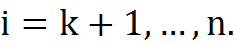 i = k + 1, …, n.